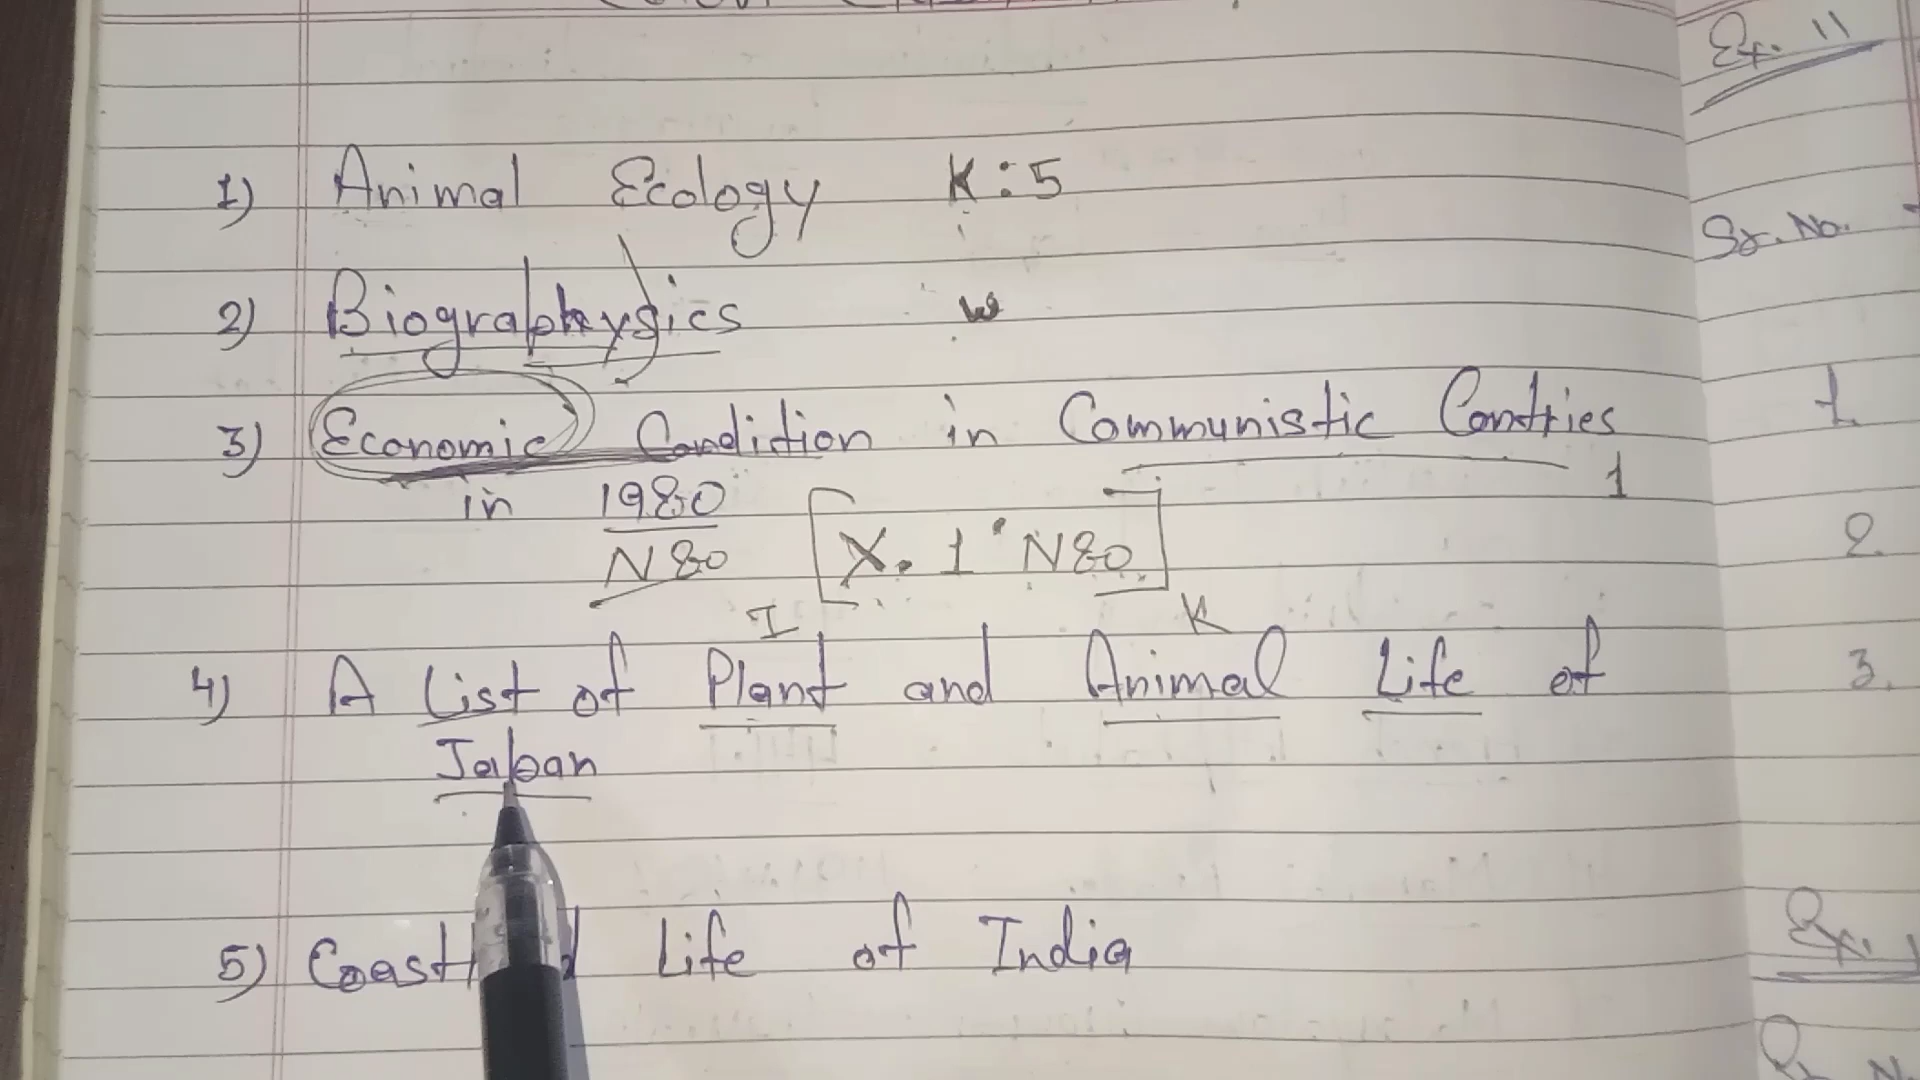 Ex. 11
1) Animal Ecology K:5
Sr. No.
2) Biographysics
3) Economic Condition in Communistic Contries
1
1.
in 1980
N80 X.1'N80
2.
I K
4) A List of Plant and Animal Life of
3.
Japan
5) Life of India
Ex.